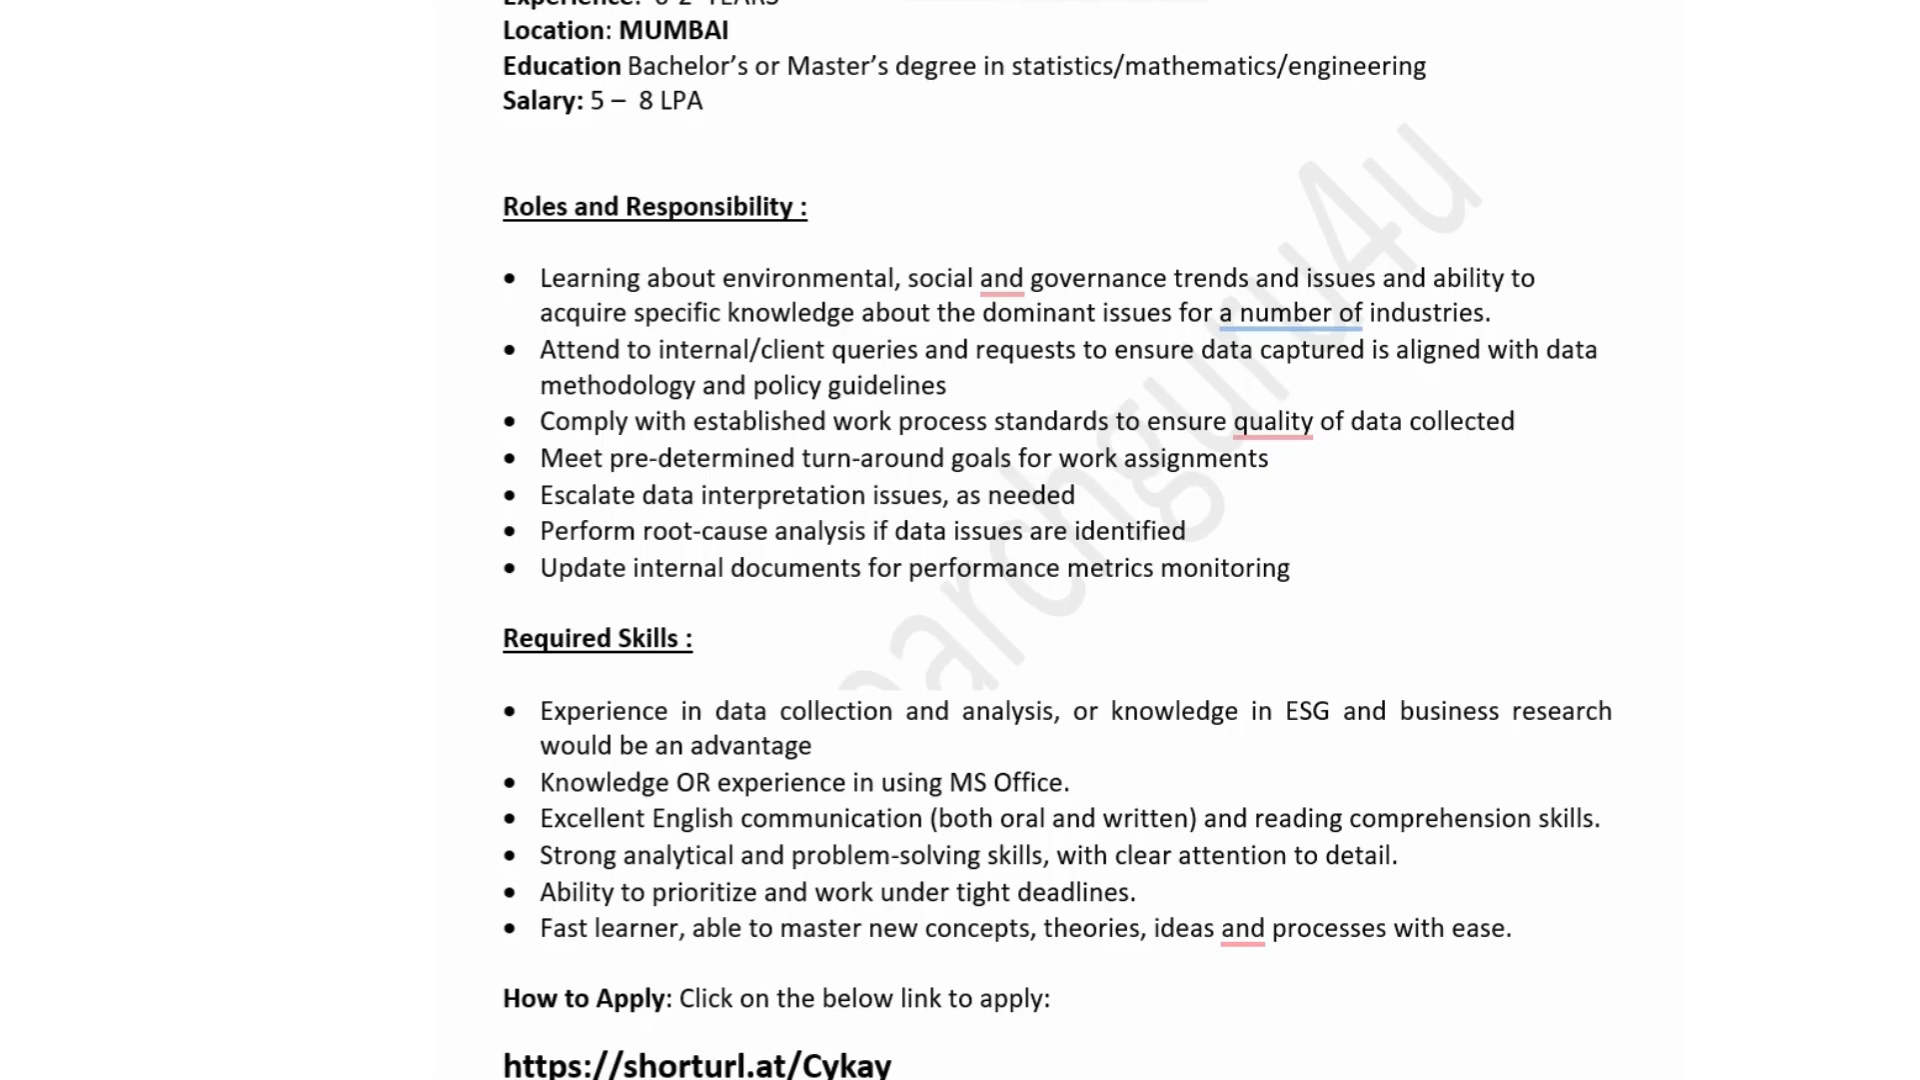 Experience: 0-2 YEARS
Location: MUMBAI
Education Bachelor’s or Master’s degree in statistics/mathematics/engineering
Salary: 5 – 8 LPA
Roles and Responsibility :
• Learning about environmental, social and governance trends and issues and ability to
acquire specific knowledge about the dominant issues for a number of industries.
• Attend to internal/client queries and requests to ensure data captured is aligned with data
methodology and policy guidelines
• Comply with established work process standards to ensure quality of data collected
• Meet pre-determined turn-around goals for work assignments
• Escalate data interpretation issues, as needed
• Perform root-cause analysis if data issues are identified
• Update internal documents for performance metrics monitoring
Required Skills :
• Experience in data collection and analysis, or knowledge in ESG and business research
would be an advantage
• Knowledge OR experience in using MS Office.
• Excellent English communication (both oral and written) and reading comprehension skills.
• Strong analytical and problem-solving skills, with clear attention to detail.
• Ability to prioritize and work under tight deadlines.
• Fast learner, able to master new concepts, theories, ideas and processes with ease.
How to Apply: Click on the below link to apply:
https://shorturl.at/Cykay